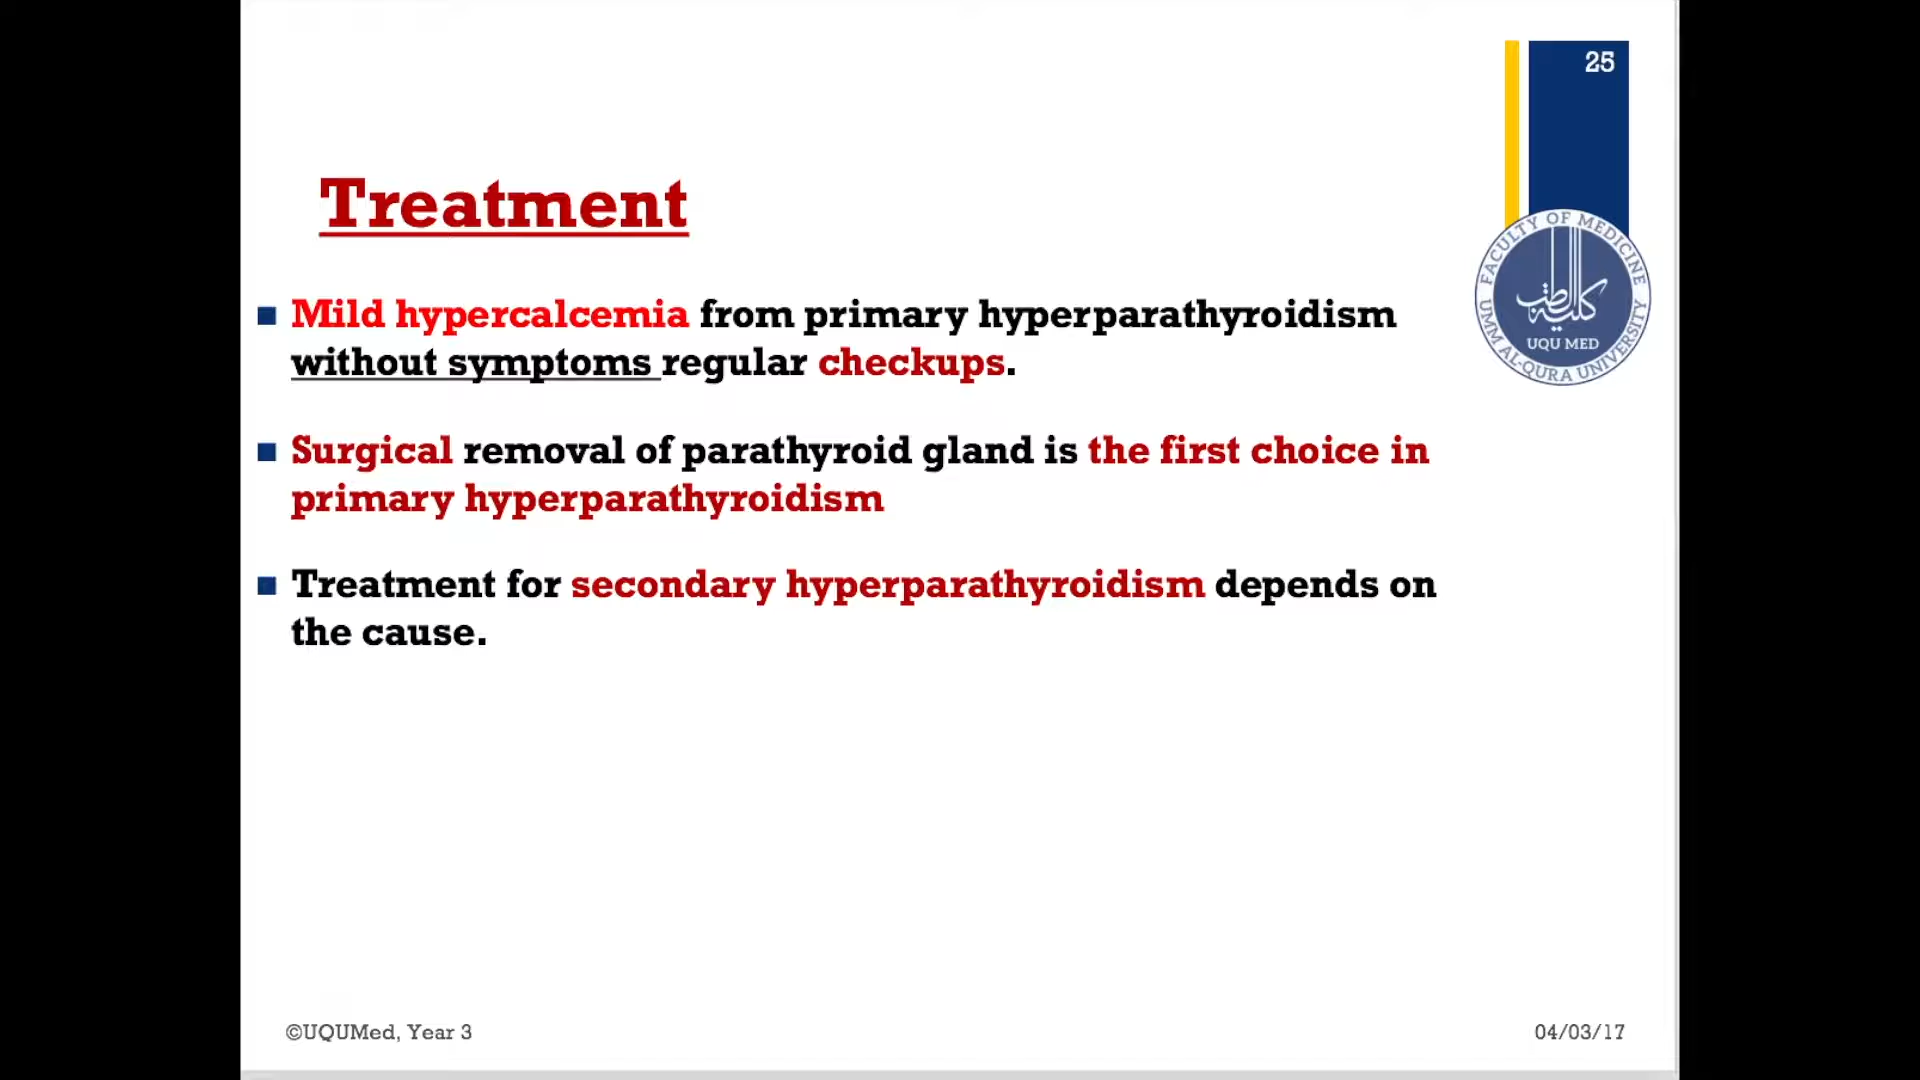 25
Treatment
FACULTY OF MEDICINE
كلية الطب
UQU MED
UMM AL-QURA UNIVERSITY
■ Mild hypercalcemia from primary hyperparathyroidism
without symptoms regular checkups.
■ Surgical removal of parathyroid gland is the first choice in
primary hyperparathyroidism
■ Treatment for secondary hyperparathyroidism depends on
the cause.
©UQUMed, Year 3
04/03/17